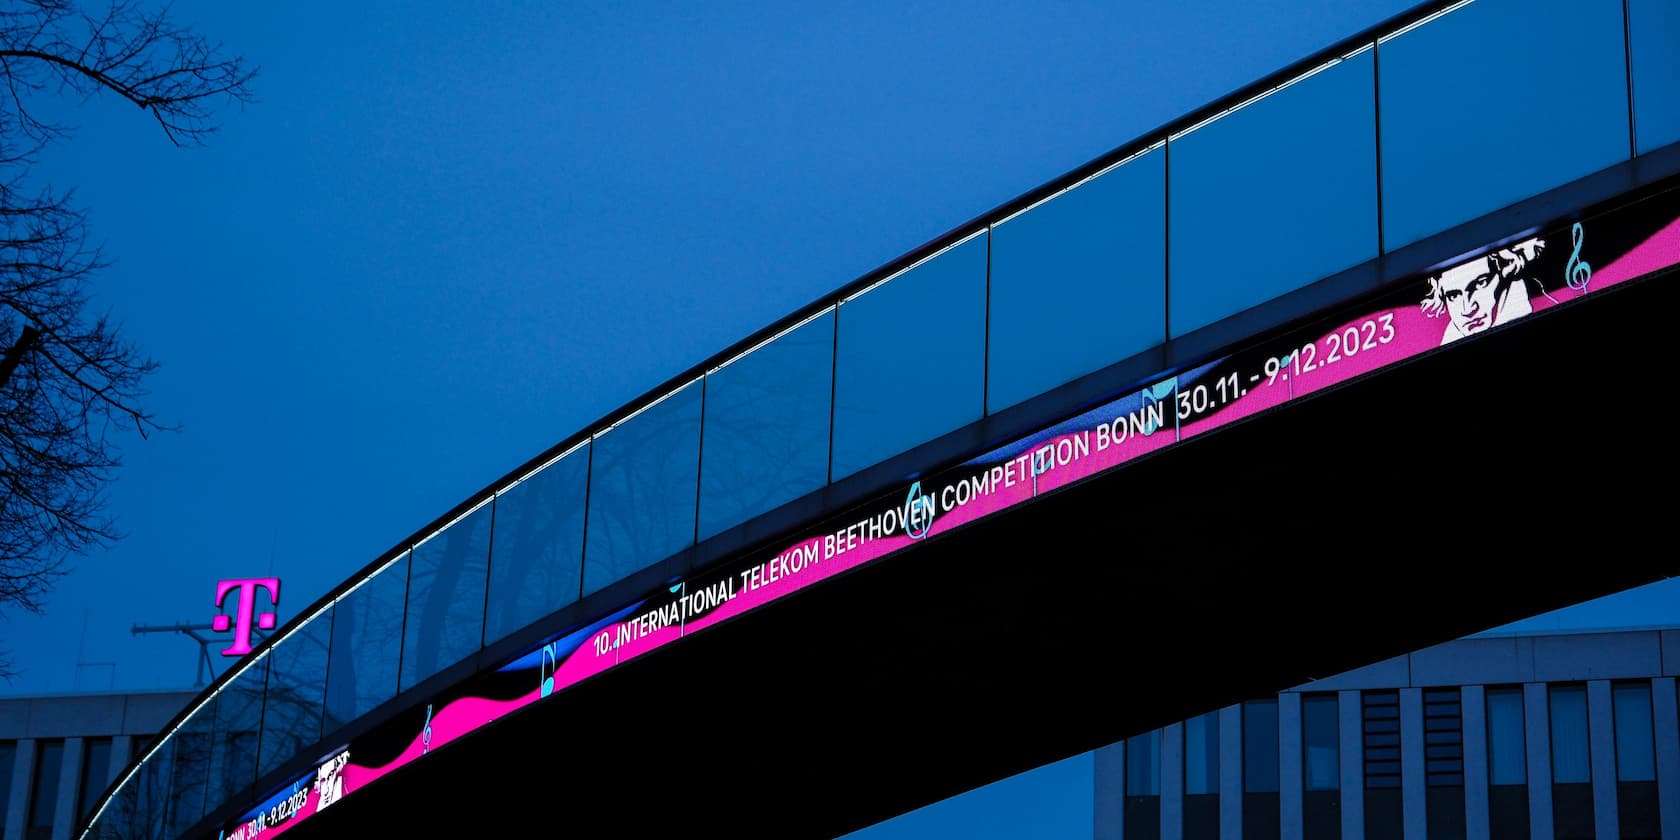 T
10. INTERNATIONAL TELEKOM BEETHOVEN COMPETITION BONN 30.11. - 9.12.2023
BONN 30.11. - 9.12.2023